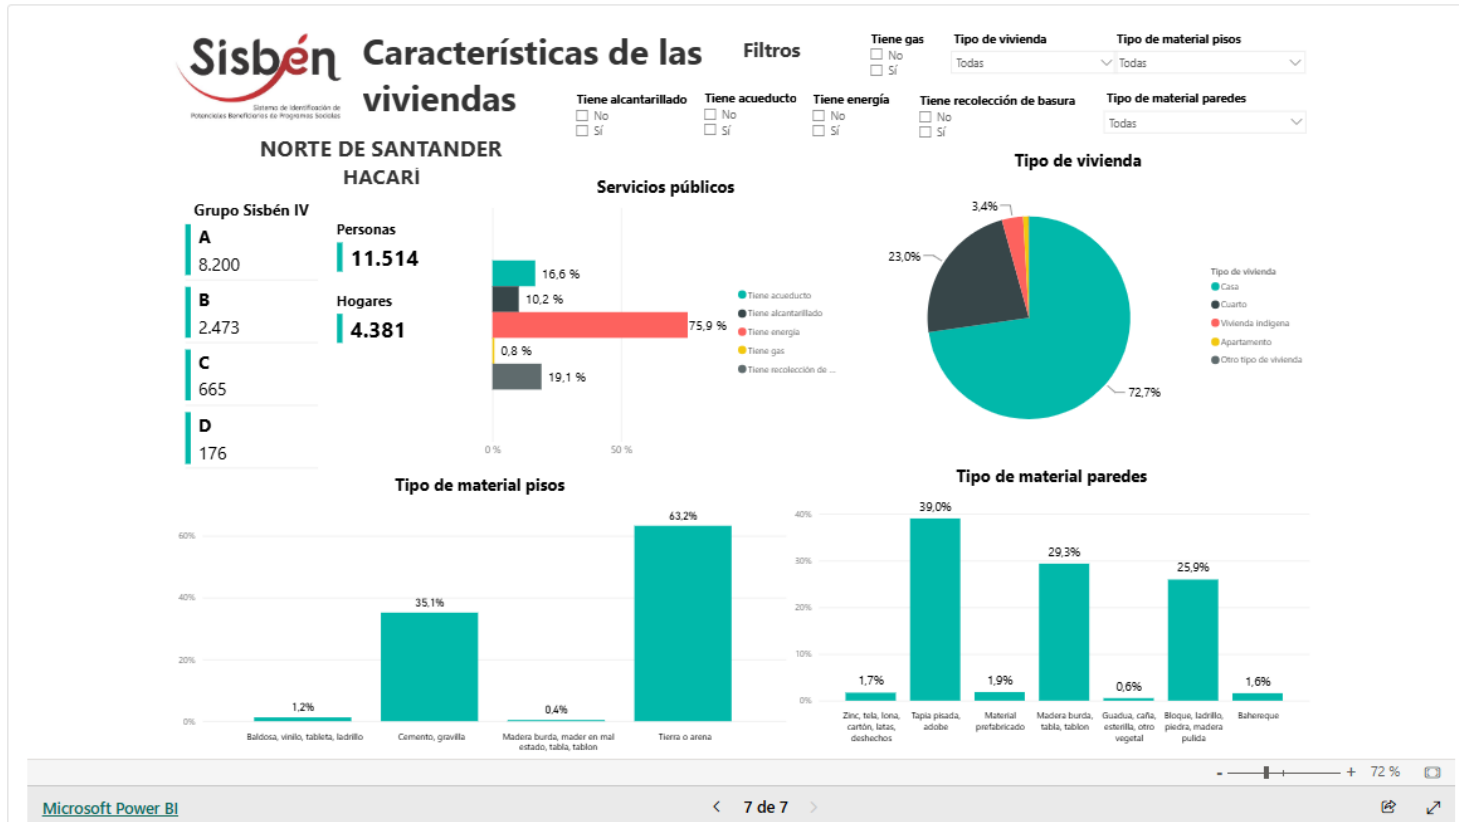 Sisbén
Sistema de Identificación de
Potenciales Beneficiarios de Programas Sociales
Características de las
viviendas
Filtros
Tiene gas
No
Sí
Tipo de vivienda
Todas
Tipo de material pisos
Todas
Tiene alcantarillado
No
Sí
Tiene acueducto
No
Sí
Tiene energía
No
Sí
Tiene recolección de basura
No
Sí
Tipo de material paredes
Todas
NORTE DE SANTANDER
HACARÍ
Grupo Sisbén IV
A
8.200
B
2.473
C
665
D
176
Personas
11.514
Hogares
4.381
Servicios públicos
16,6 %
10,2 %
75,9 %
0,8 %
19,1 %
0 %
50 %
Tiene acueducto
Tiene alcantarillado
Tiene energía
Tiene gas
Tiene recolección de ...
Tipo de vivienda
3,4%
23,0%
72,7%
Tipo de vivienda
Casa
Cuarto
Vivienda indígena
Apartamento
Otro tipo de vivienda
Tipo de material pisos
60%
40%
20%
0%
1,2%
35,1%
0,4%
63,2%
Baldosa, vinilo, tableta, ladrillo
Cemento, gravilla
Madera burda, mader en mal
estado, tabla, tablon
Tierra o arena
Tipo de material paredes
40%
30%
20%
10%
0%
1,7%
39,0%
1,9%
29,3%
0,6%
25,9%
1,6%
Zinc, tela, lona,
cartón, latas,
deshechos
Tapia pisada,
adobe
Material
prefabricado
Madera burda,
tabla, tablon
Guadua, caña,
esterilla, otro
vegetal
Bloque, ladrillo,
piedra, madera
pulida
Bahereque
- + 72 %
Microsoft Power BI
< 7 de 7 >